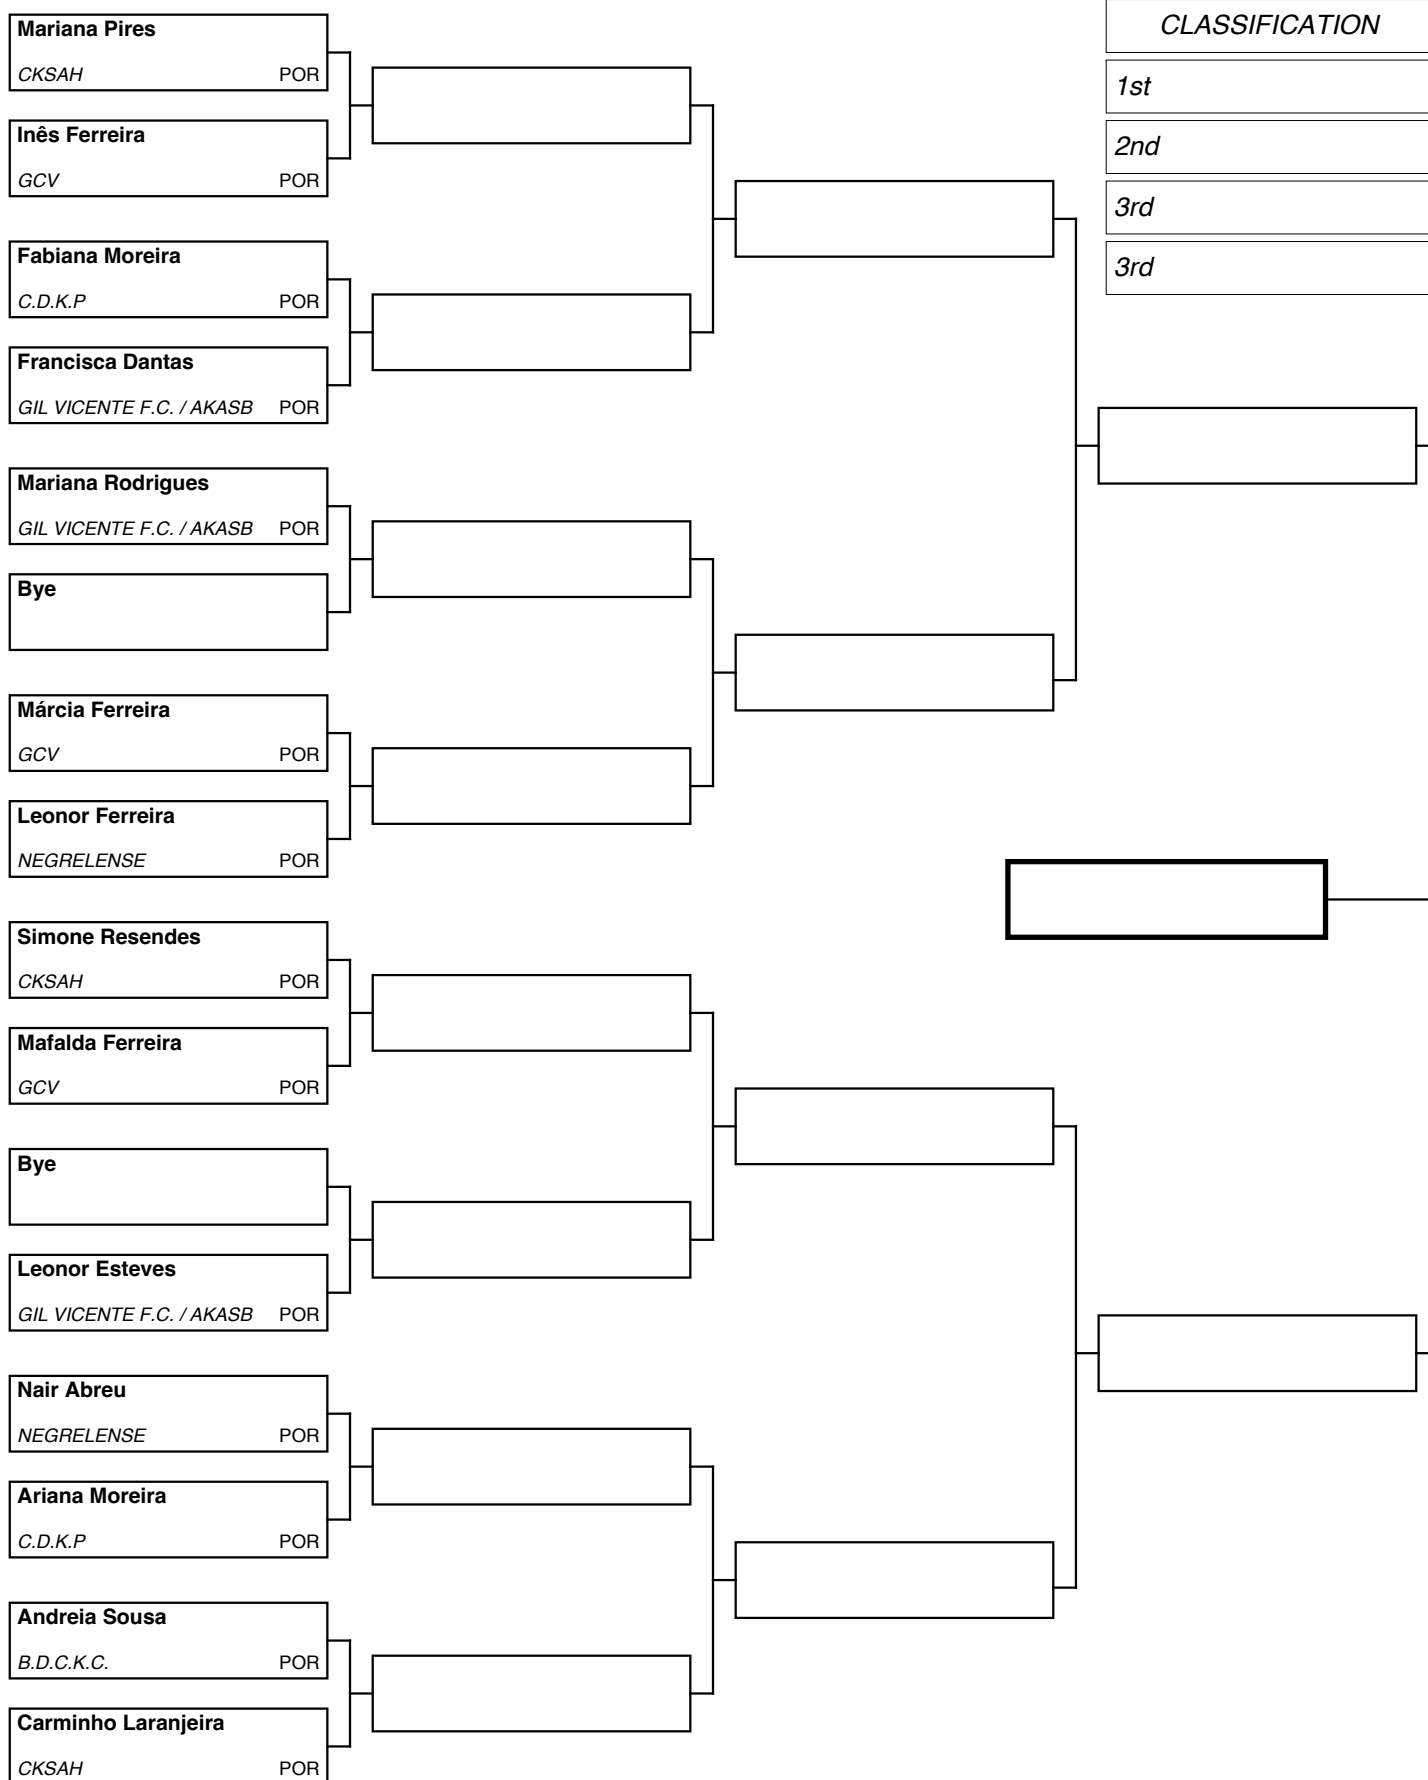 Mariana Pires
CKSAH POR
Inês Ferreira
GCV POR
Fabiana Moreira
C.D.K.P POR
Francisca Dantas
GIL VICENTE F.C. / AKASB POR
Mariana Rodrigues
GIL VICENTE F.C. / AKASB POR
Bye
Márcia Ferreira
GCV POR
Leonor Ferreira
NEGRELENSE POR
Simone Resendes
CKSAH POR
Mafalda Ferreira
GCV POR
Bye
Leonor Esteves
GIL VICENTE F.C. / AKASB POR
Nair Abreu
NEGRELENSE POR
Ariana Moreira
C.D.K.P POR
Andreia Sousa
B.D.C.K.C. POR
Carminho Laranjeira
CKSAH POR
CLASSIFICATION
1st
2nd
3rd
3rd